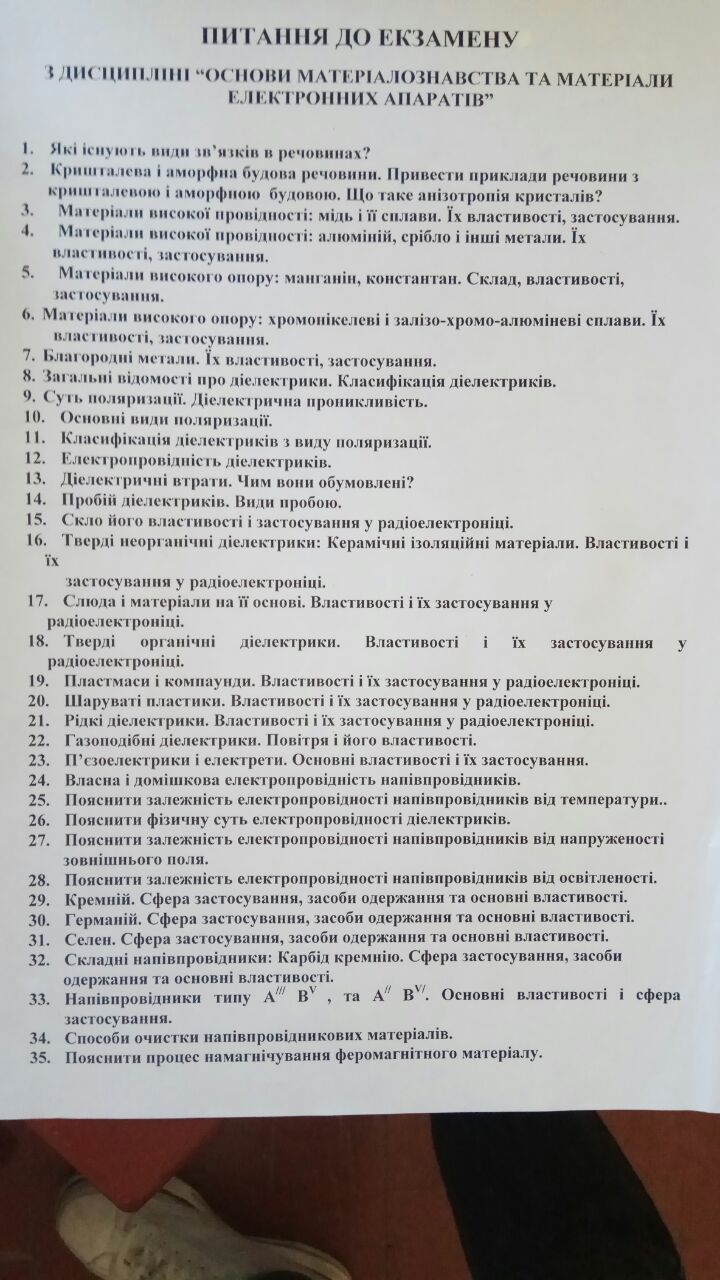 ПИТАННЯ ДО ЕКЗАМЕНУ
З ДИСЦИПЛІНІ “ОСНОВИ МАТЕРІАЛОЗНАВСТВА ТА МАТЕРІАЛИ
ЕЛЕКТРОННИХ АПАРАТІВ”
1. Які існують види зв’язків в речовинах?
2. Кришталева і аморфна будова речовини. Привести приклади речовини з
кришталевою і аморфною будовою. Що таке анізотропія кристалів?
3. Матеріали високої провідності: мідь і її сплави. Їх властивості, застосування.
4. Матеріали високої провідності: алюміній, срібло і інші метали. Їх
властивості, застосування.
5. Матеріали високого опору: манганін, константан. Склад, властивості,
застосування.
6. Матеріали високого опору: хромонікелеві і залізо-хромо-алюміневі сплави. Їх
властивості, застосування.
7. Благородні метали. Їх властивості, застосування.
8. Загальні відомості про діелектрики. Класифікація діелектриків.
9. Суть поляризації. Діелектрична проникливість.
10. Основні види поляризації.
11. Класифікація діелектриків з виду поляризації.
12. Електропровідність діелектриків.
13. Діелектричні втрати. Чим вони обумовлені?
14. Пробій діелектриків. Види пробою.
15. Скло його властивості і застосування у радіоелектроніці.
16. Тверді неорганічні діелектрики: Керамічні ізоляційні матеріали. Властивості і
їх
застосування у радіоелектроніці.
17. Слюда і матеріали на її основі. Властивості і їх застосування у
радіоелектроніці.
18. Тверді органічні діелектрики. Властивості і їх застосування у
радіоелектроніці.
19. Пластмаси і компаунди. Властивості і їх застосування у радіоелектроніці.
20. Шаруваті пластики. Властивості і їх застосування у радіоелектроніці.
21. Рідкі діелектрики. Властивості і їх застосування у радіоелектроніці.
22. Газоподібні діелектрики. Повітря і його властивості.
23. П’єзоелектрики і електрети. Основні властивості і їх застосування.
24. Власна і домішкова електропровідність напівпровідників.
25. Пояснити залежність електропровідності напівпровідників від температури..
26. Пояснити фізичну суть електропровідності діелектриків.
27. Пояснити залежність електропровідності напівпровідників від напруженості
зовнішнього поля.
28. Пояснити залежність електропровідності напівпровідників від освітленості.
29. Кремній. Сфера застосування, засоби одержання та основні властивості.
30. Германій. Сфера застосування, засоби одержання та основні властивості.
31. Селен. Сфера застосування, засоби одержання та основні властивості.
32. Складні напівпровідники: Карбід кремнію. Сфера застосування, засоби
одержання та основні властивості.
33. Напівпровідники типу А/// ВV , та А// ВV/. Основні властивості і сфера
застосування.
34. Способи очистки напівпровідникових матеріалів.
35. Пояснити процес намагнічування феромагнітного матеріалу.